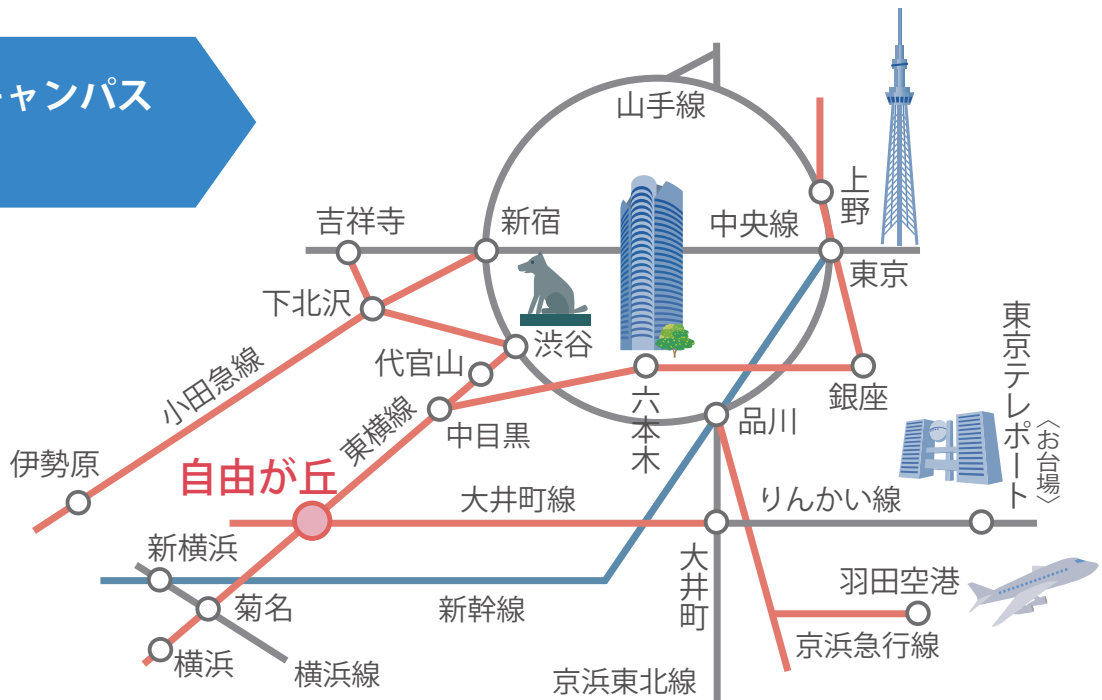 キャンパス
山手線
上野
吉祥寺
新宿
中央線
東京
下北沢
渋谷
代官山
小田急線
東横線
中目黒
六本木
銀座
品川
東京テレポート
〈お台場〉
伊勢原
自由が丘
大井町線
りんかい線
新横浜
大井町
羽田空港
菊名
新幹線
京浜急行線
横浜
横浜線
京浜東北線